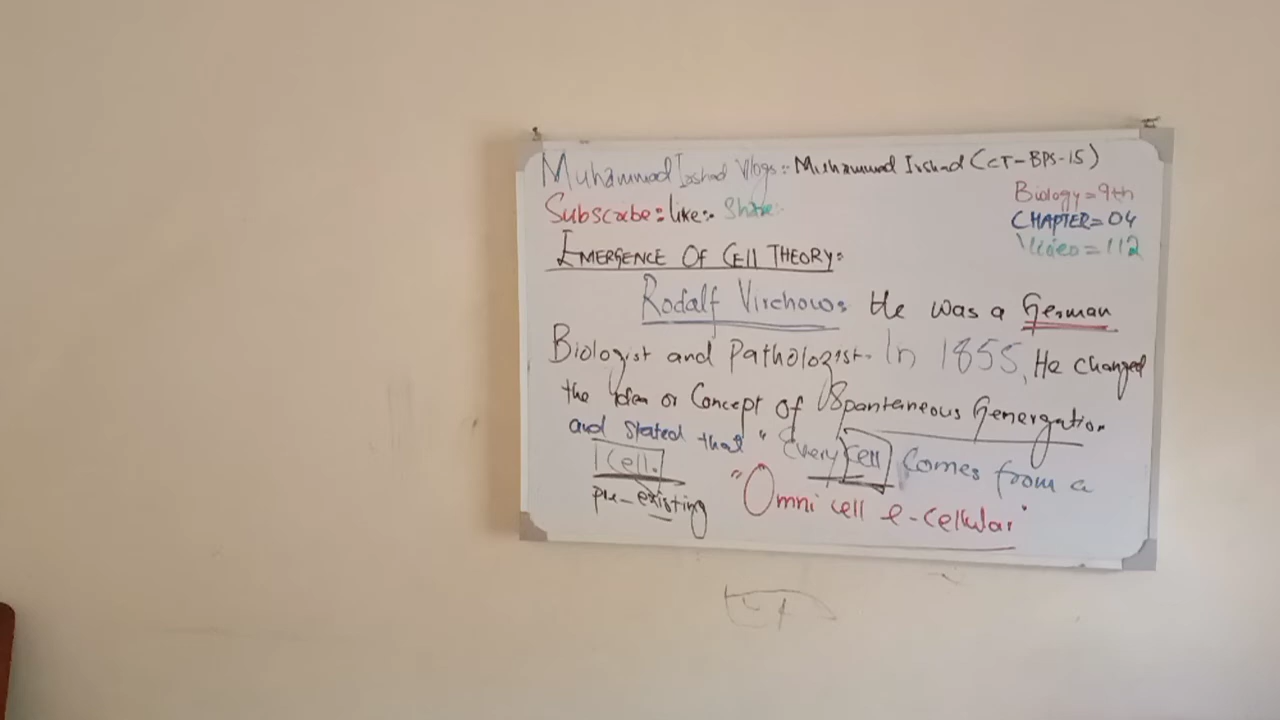 Muhammad Irshad Vlogs:- Muhammad Irshad (CT-BPS-15)
Biology=9th
Subscribe:- Like:- Share:-
CHAPTER=04
Video=112
EMERGENCE OF CELL THEORY:-
Rodalf Virchow:- He was a German
Biologist and Pathologist. In 1855, He changed
the idea or Concept of Spontaneous Genergation.
and stated that "Every cell Comes from a
Cell.
pre-existing
"Omni cell e-cellular"